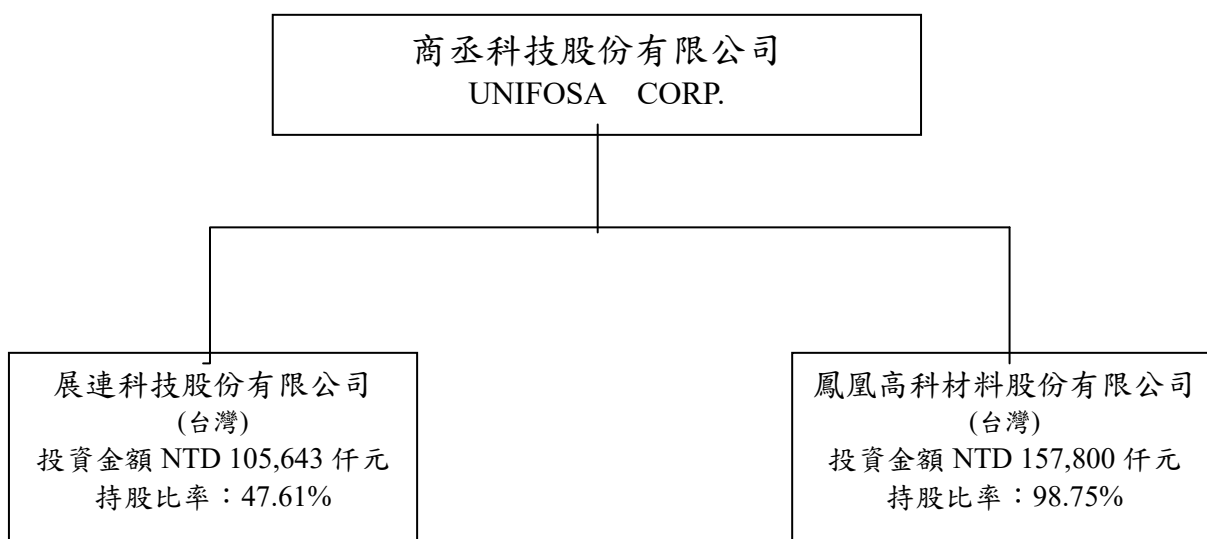 商丞科技股份有限公司
UNIFOSA CORP.
展連科技股份有限公司
(台灣)
投資金額 NTD 105,643 仟元
持股比率：47.61%
鳳凰高科材料股份有限公司
(台灣)
投資金額 NTD 157,800 仟元
持股比率：98.75%